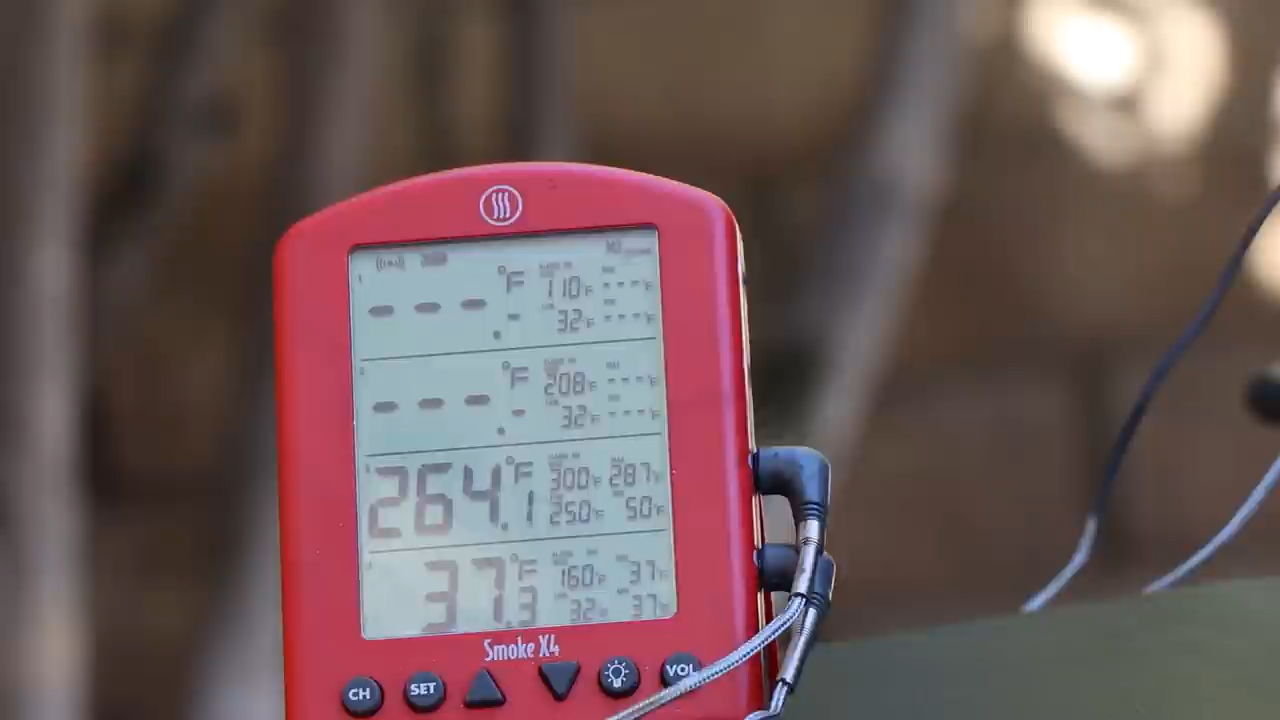 ---.- °F 110°F ---°F
32°F ---°F
---.- °F 208°F ---°F
32°F ---°F
264.1 °F 300°F 287°F
250°F 50°F
37.3 °F 160°F 37°F
32°F 37°F
Smoke X4
CH SET VOL